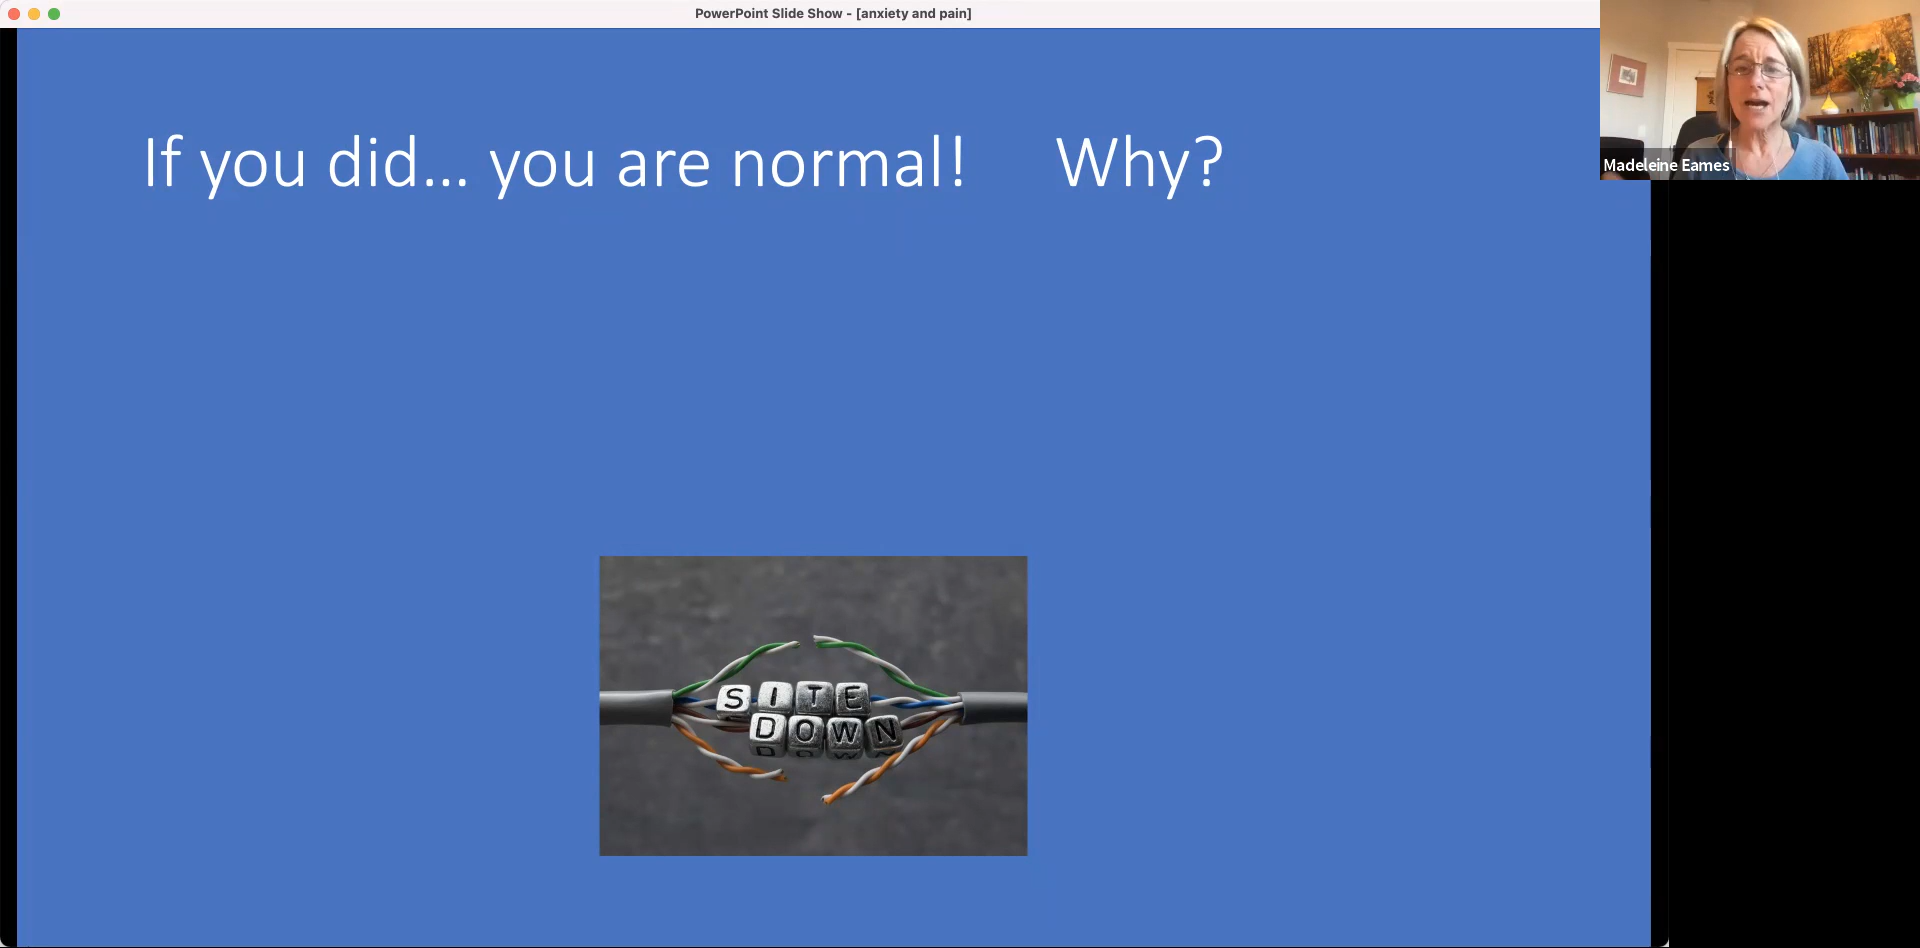 PowerPoint Slide Show - [anxiety and pain]
If you did... you are normal! Why?
Madeleine Eames
SITE
DOWN